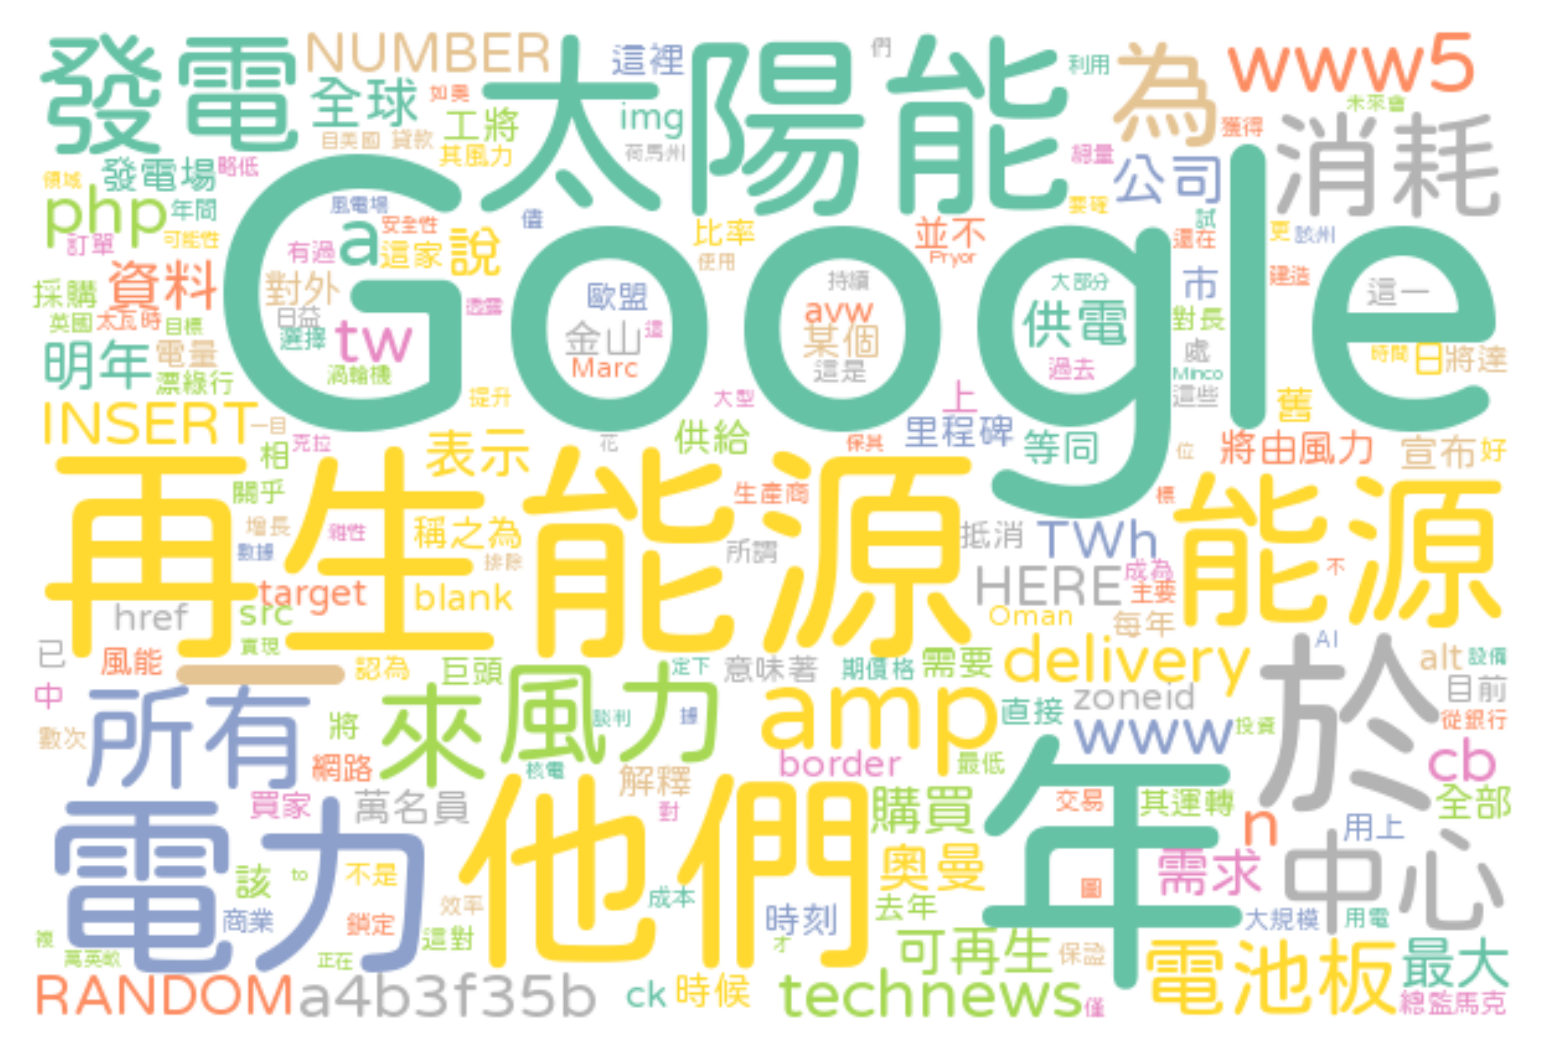 發電
NUMBER
太陽能
這裡
們
利用
為
www5
全球
如奧
工將
img
未來會
目美國
貸款
其風力
荷馬州
總量
獲得
消耗
發電場
略低
公司
領域
php
年間
風電場
a
安全性
儘
比率
並不
要確
試
還在
更
該州
訂單
可能性
有過
這家
說
使用
Pryor
Google
採購
資料
對外
歐盟
持續
大部分
市
建造
這一
日益
透露
avw
供電
英國
太瓦時
目標
選擇
tw
金山
這
某個
對長
明年
電量
渦輪機
Marc
這是
過去
處
時間
日
將達
漂綠行
提升
大型
上
Minco
這些
舊
INSERT
一目
克拉
表示
花
供給
保其
里程碑
等同
位
將由風力
宣布
好
相
關乎
再生能源
生產商
標
能源
增長
雜性
稱之為
數據
排除
所謂
抵消
TWh
成為
不
target
blank
HERE
主要
href
src
Oman
每年
已
風能
實現
認為
巨頭
定下
意味著
期價格
需要
delivery
AI
alt
設備
中
所有
來
風力
amp
zoneid
目前
於
將
談判
據
直接
www
投資
從銀行
數次
網路
核電
解釋
border
最低
cb
買家
萬名員
對
購買
年
交易
其運轉
全部
電力
他們
n
用上
該
to
不是
奧曼
圖
需求
中心
商業
鎖定
效率
成本
時刻
去年
大規模
用電
複
萬英畝
正在
這對
才
可再生
保證
電池板
最大
RANDOM
a4b3f35b
ck
時候
technews
僅
總監馬克